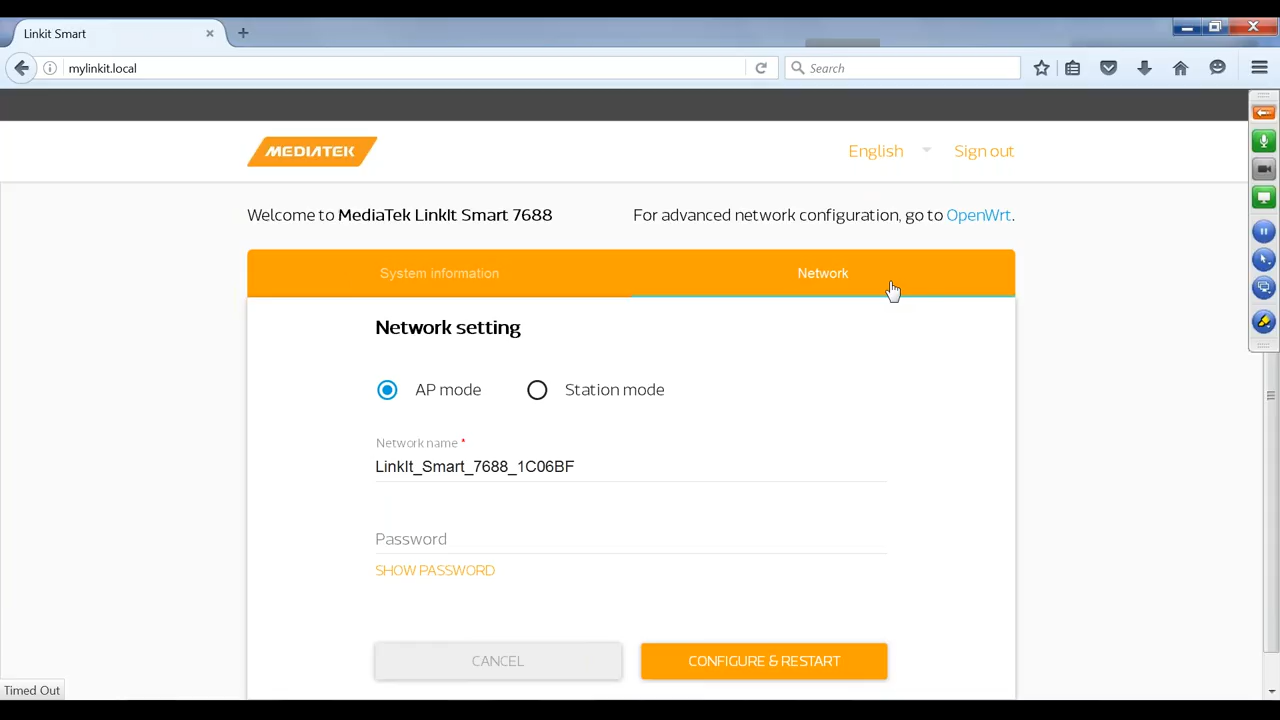 Linkit Smart
mylinkit.local
Search
MEDIATEK
English
Sign out
Welcome to MediaTek LinkIt Smart 7688
For advanced network configuration, go to OpenWrt.
System information
Network
Network setting
AP mode
Station mode
Network name *
LinkIt_Smart_7688_1C06BF
Password
SHOW PASSWORD
CANCEL
CONFIGURE & RESTART
Timed Out